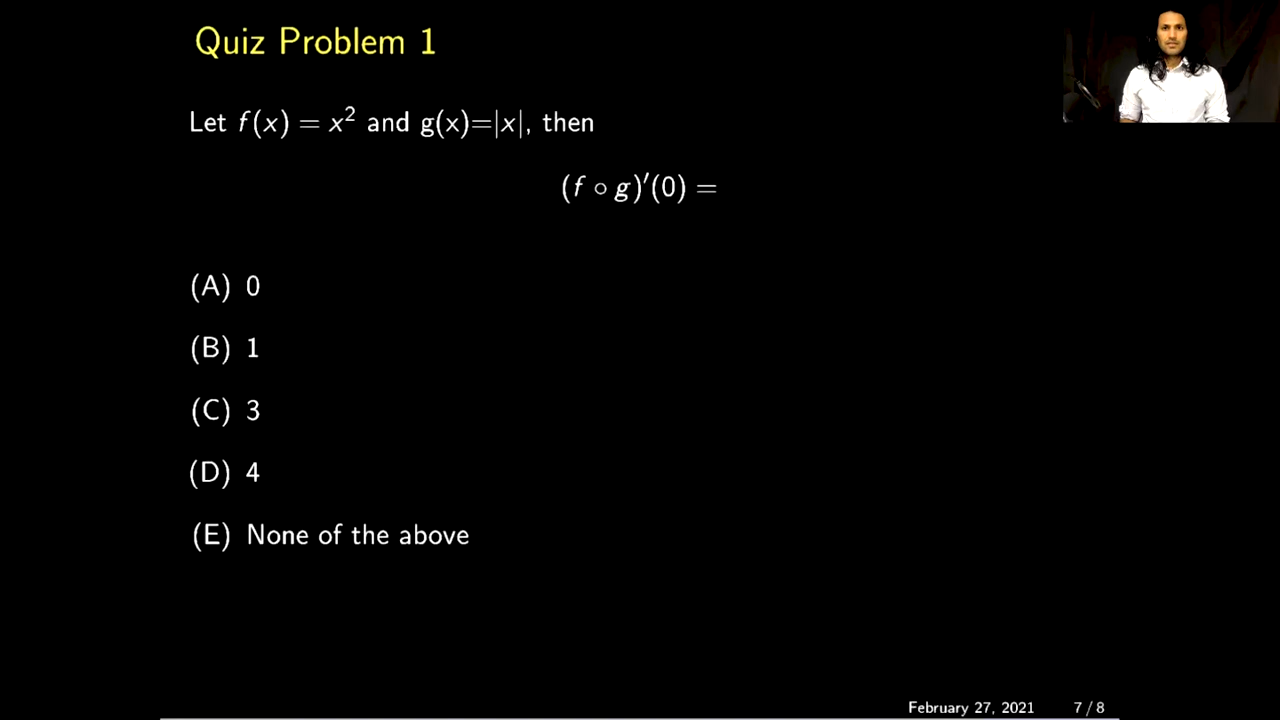 Quiz Problem 1
Let f(x) = x² and g(x)=|x|, then
(f ∘ g)′(0) =
(A) 0
(B) 1
(C) 3
(D) 4
(E) None of the above
February 27, 2021 7 / 8